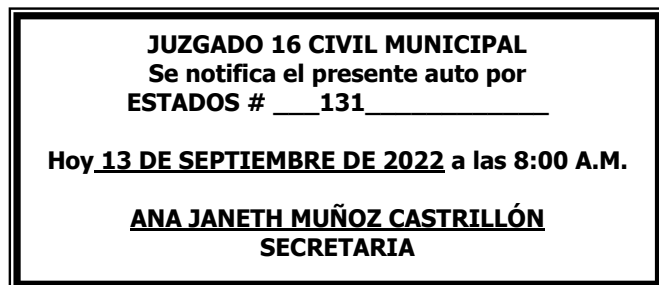 JUZGADO 16 CIVIL MUNICIPAL
Se notifica el presente auto por
ESTADOS # ___131____________
Hoy 13 DE SEPTIEMBRE DE 2022 a las 8:00 A.M.
ANA JANETH MUÑOZ CASTRILLÓN
SECRETARIA